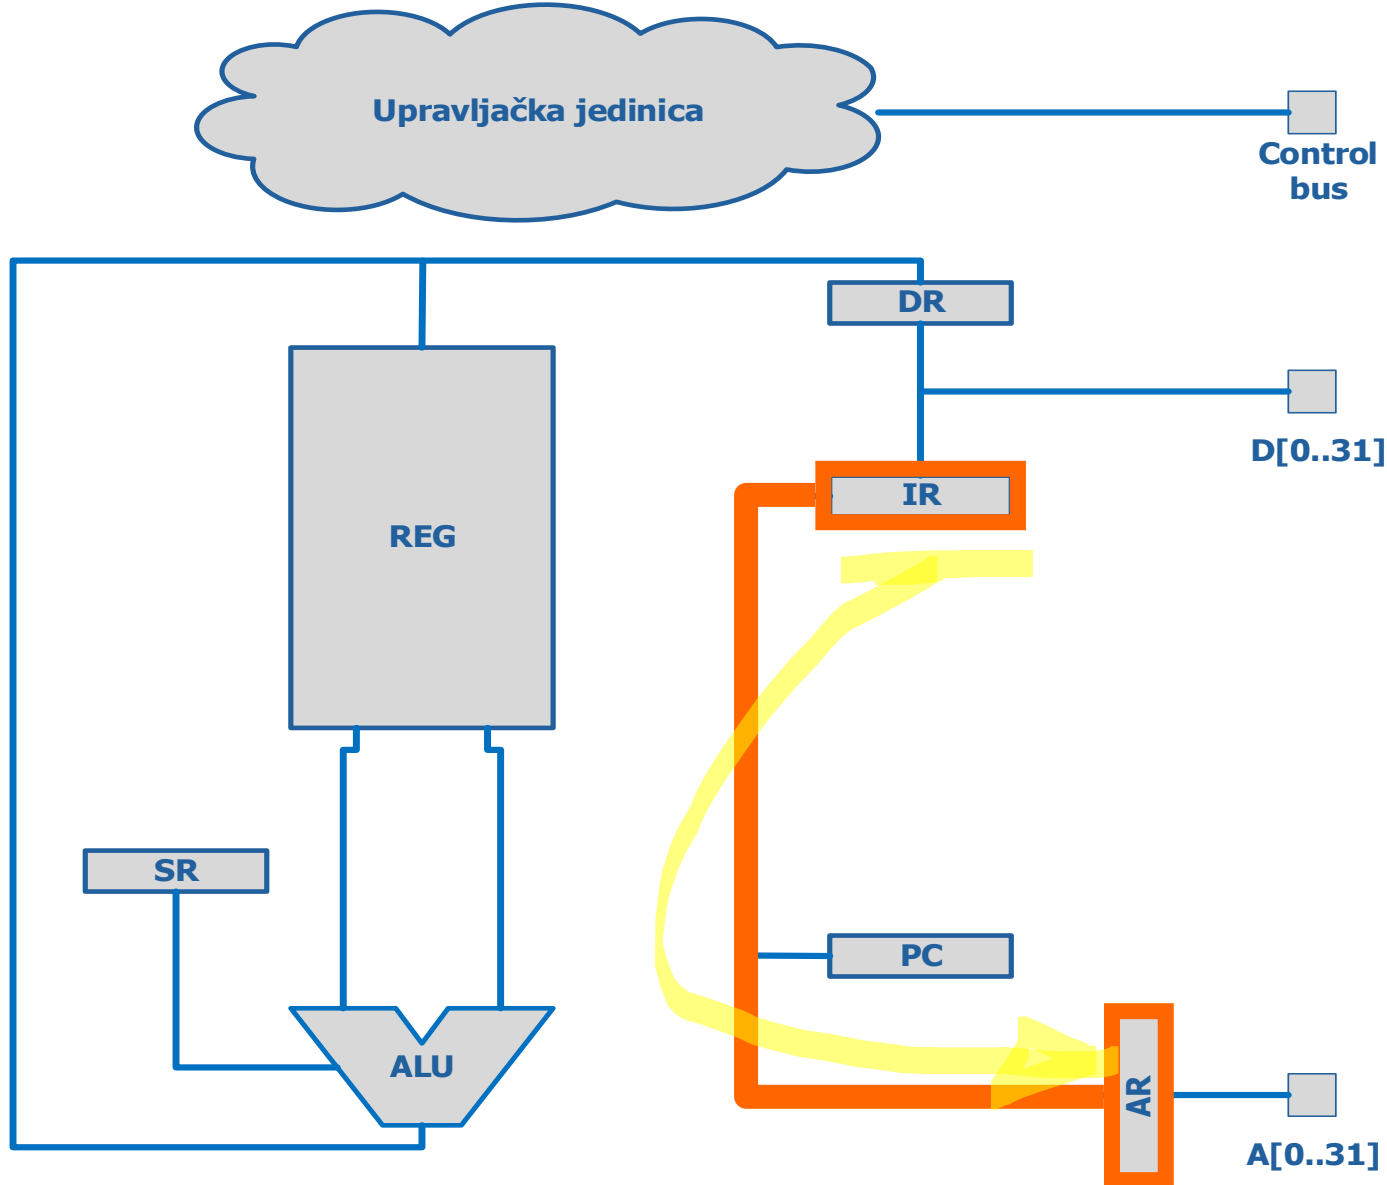 Upravljačka jedinica
Control
bus
DR
D[0..31]
IR
REG
SR
PC
ALU
AR
A[0..31]